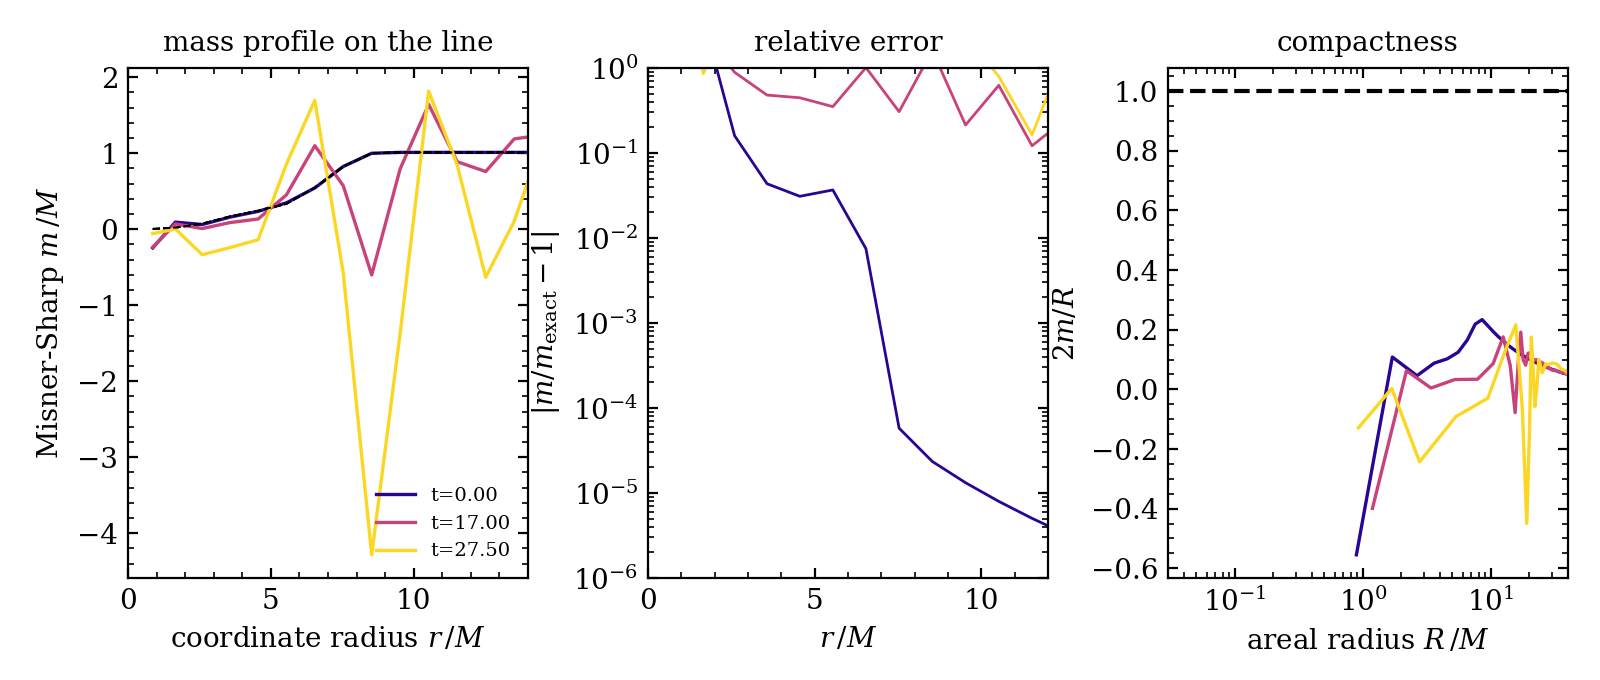 mass profile on the line
relative error
compactness
Misner-Sharp m/M
2
1
0
−1
−2
−3
−4
t=0.00
t=17.00
t=27.50
0
5
10
coordinate radius r/M
|m/m_exact − 1|
10^0
10^−1
10^−2
10^−3
10^−4
10^−5
10^−6
0
5
10
r/M
2m/R
1.0
0.8
0.6
0.4
0.2
0.0
−0.2
−0.4
−0.6
10^−1
10^0
10^1
areal radius R/M